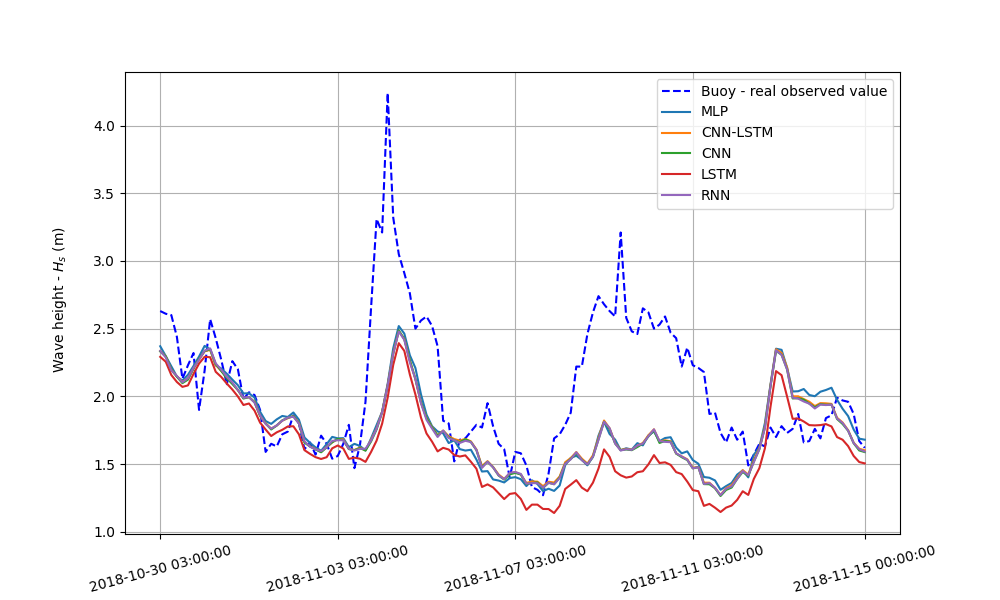 Buoy - real observed value
MLP
CNN-LSTM
CNN
LSTM
RNN
Wave height - Hs (m)
4.0
3.5
3.0
2.5
2.0
1.5
1.0
2018-10-30 03:00:00
2018-11-03 03:00:00
2018-11-07 03:00:00
2018-11-11 03:00:00
2018-11-15 00:00:00